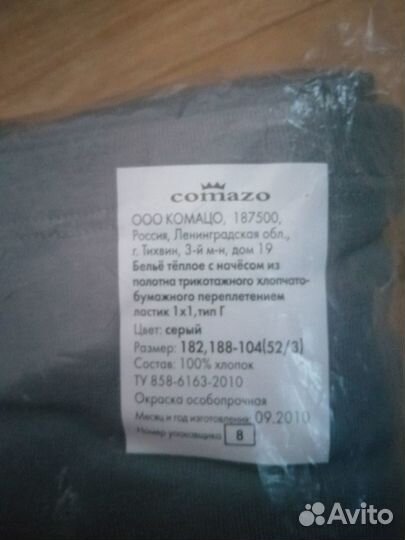 comazo
ООО КОМАЦО, 187500,
Россия, Ленинградская обл.,
г. Тихвин, 3-й м-н, дом 19
Бельё тёплое с начёсом из
полотна трикотажного хлопчато-
бумажного переплетением
ластик 1х1,тип Г
Цвет: серый
Размер: 182,188-104(52/3)
Состав: 100% хлопок
ТУ 858-6163-2010
Окраска особопрочная
Месяц и год изготовления 09.2010
Номер упаковщика 8
Avito